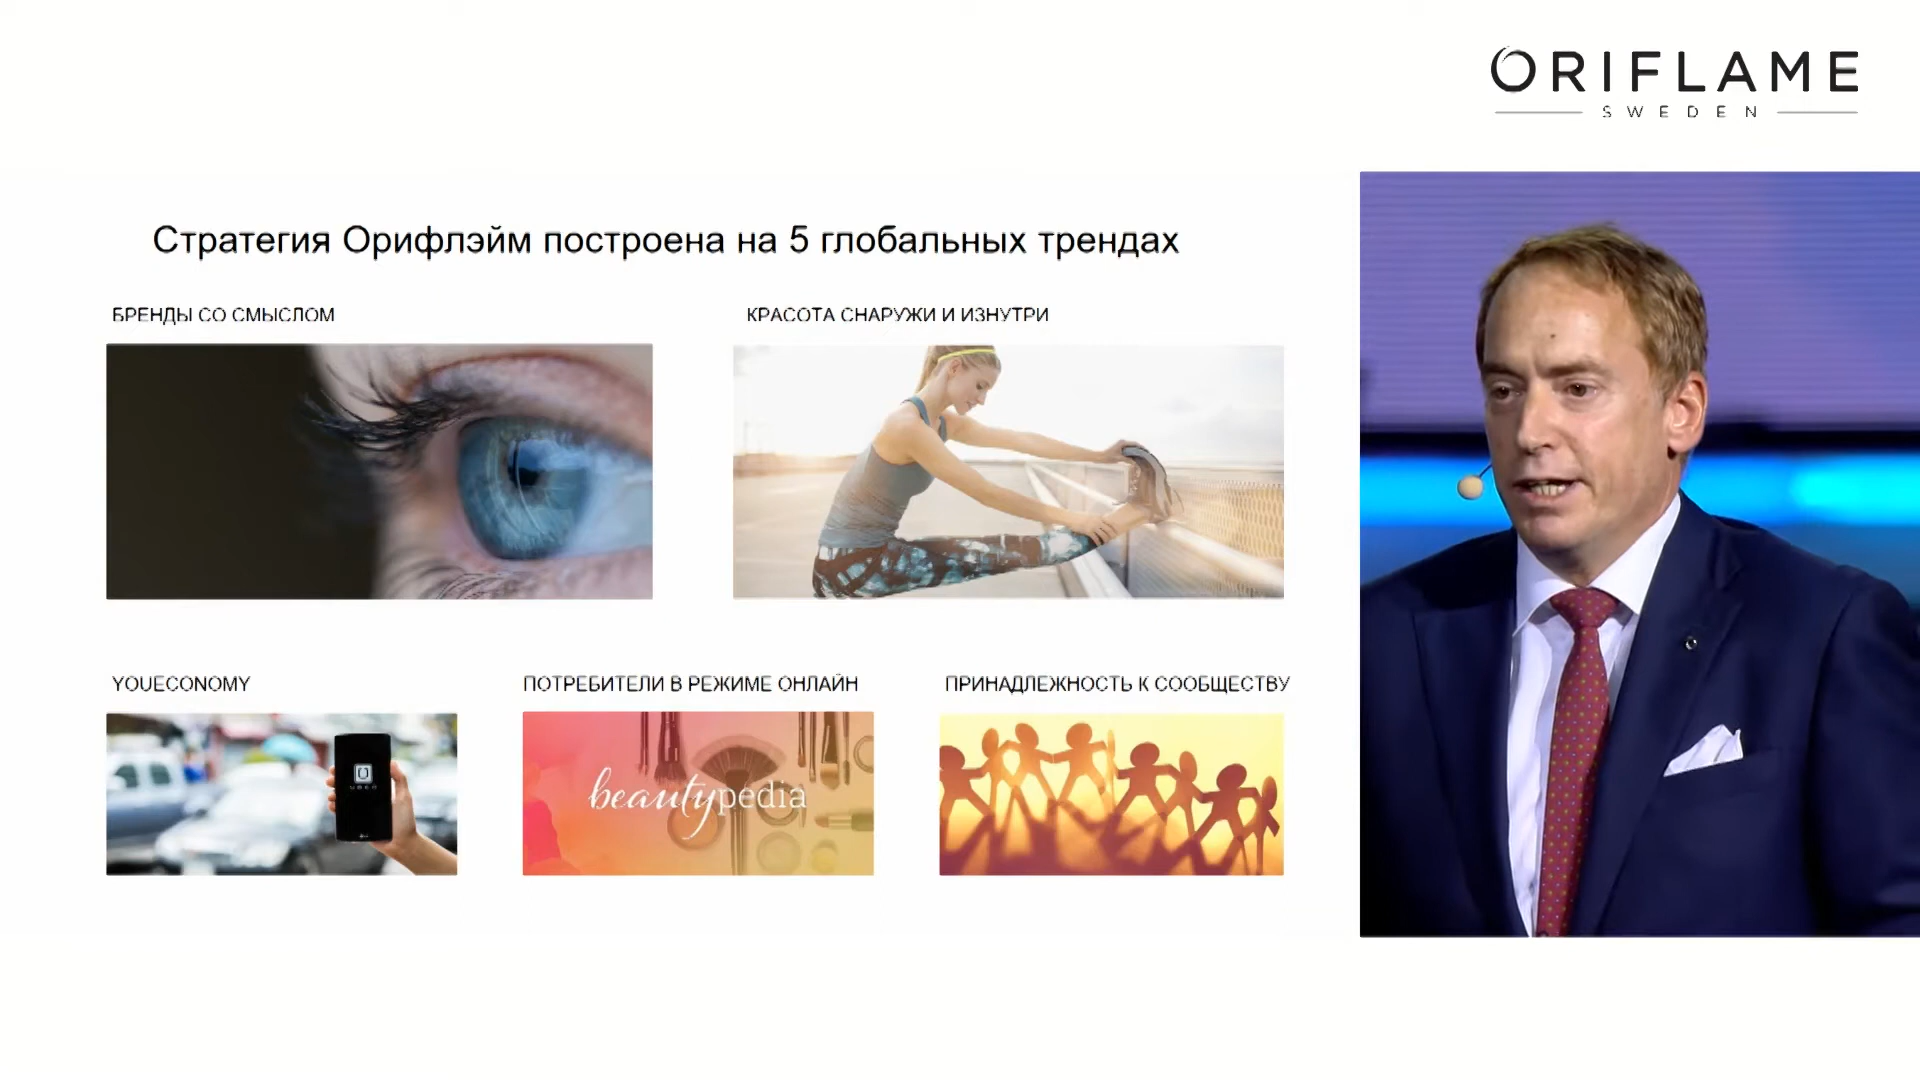 ORIFLAME
SWEDEN
Стратегия Орифлэйм построена на 5 глобальных трендах
БРЕНДЫ СО СМЫСЛОМ
КРАСОТА СНАРУЖИ И ИЗНУТРИ
YOUECONOMY
ПОТРЕБИТЕЛИ В РЕЖИМЕ ОНЛАЙН
ПРИНАДЛЕЖНОСТЬ К СООБЩЕСТВУ
UBER
beautypedia